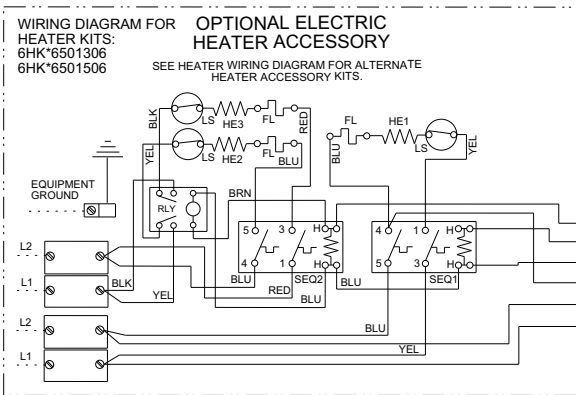 WIRING DIAGRAM FOR
HEATER KITS:
6HK*6501306
6HK*6501506
OPTIONAL ELECTRIC
HEATER ACCESSORY
SEE HEATER WIRING DIAGRAM FOR ALTERNATE
HEATER ACCESSORY KITS.
BLK
LS
HE3
FL
RED
FL
HE1
YEL
LS
HE2
FL
BLU
BLU
LS
YEL
EQUIPMENT
GROUND
RLY
BRN
5
3
H
4
1
H
4
1
H
5
3
H
L2
BLU
SEQ2
SEQ1
L1
BLK
YEL
RED
BLU
BLU
L2
BLU
L1
YEL